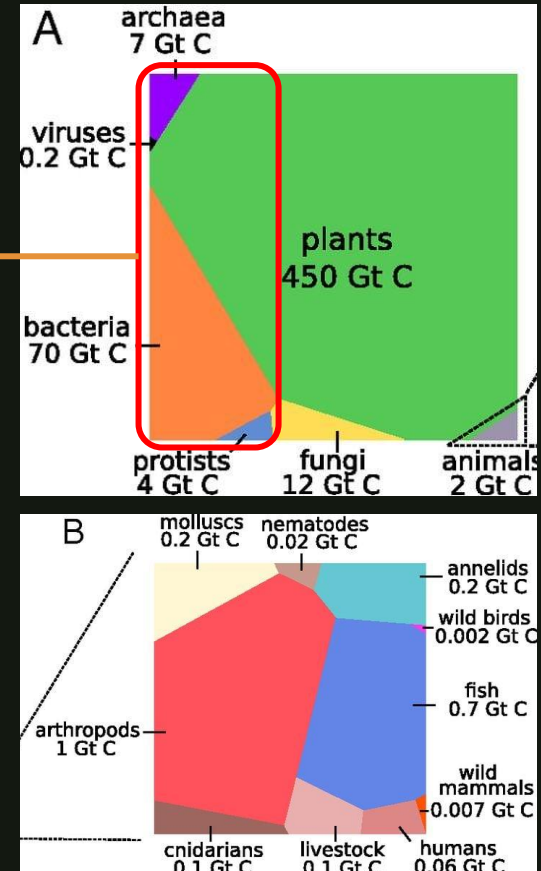 A
archaea
7 Gt C
viruses
0.2 Gt C
plants
450 Gt C
bacteria
70 Gt C
protists
4 Gt C
fungi
12 Gt C
animals
2 Gt C
B
molluscs
0.2 Gt C
nematodes
0.02 Gt C
annelids
0.2 Gt C
wild birds
0.002 Gt C
fish
0.7 Gt C
arthropods
1 Gt C
wild
mammals
0.007 Gt C
cnidarians
0.1 Gt C
livestock
0.1 Gt C
humans
0.06 Gt C